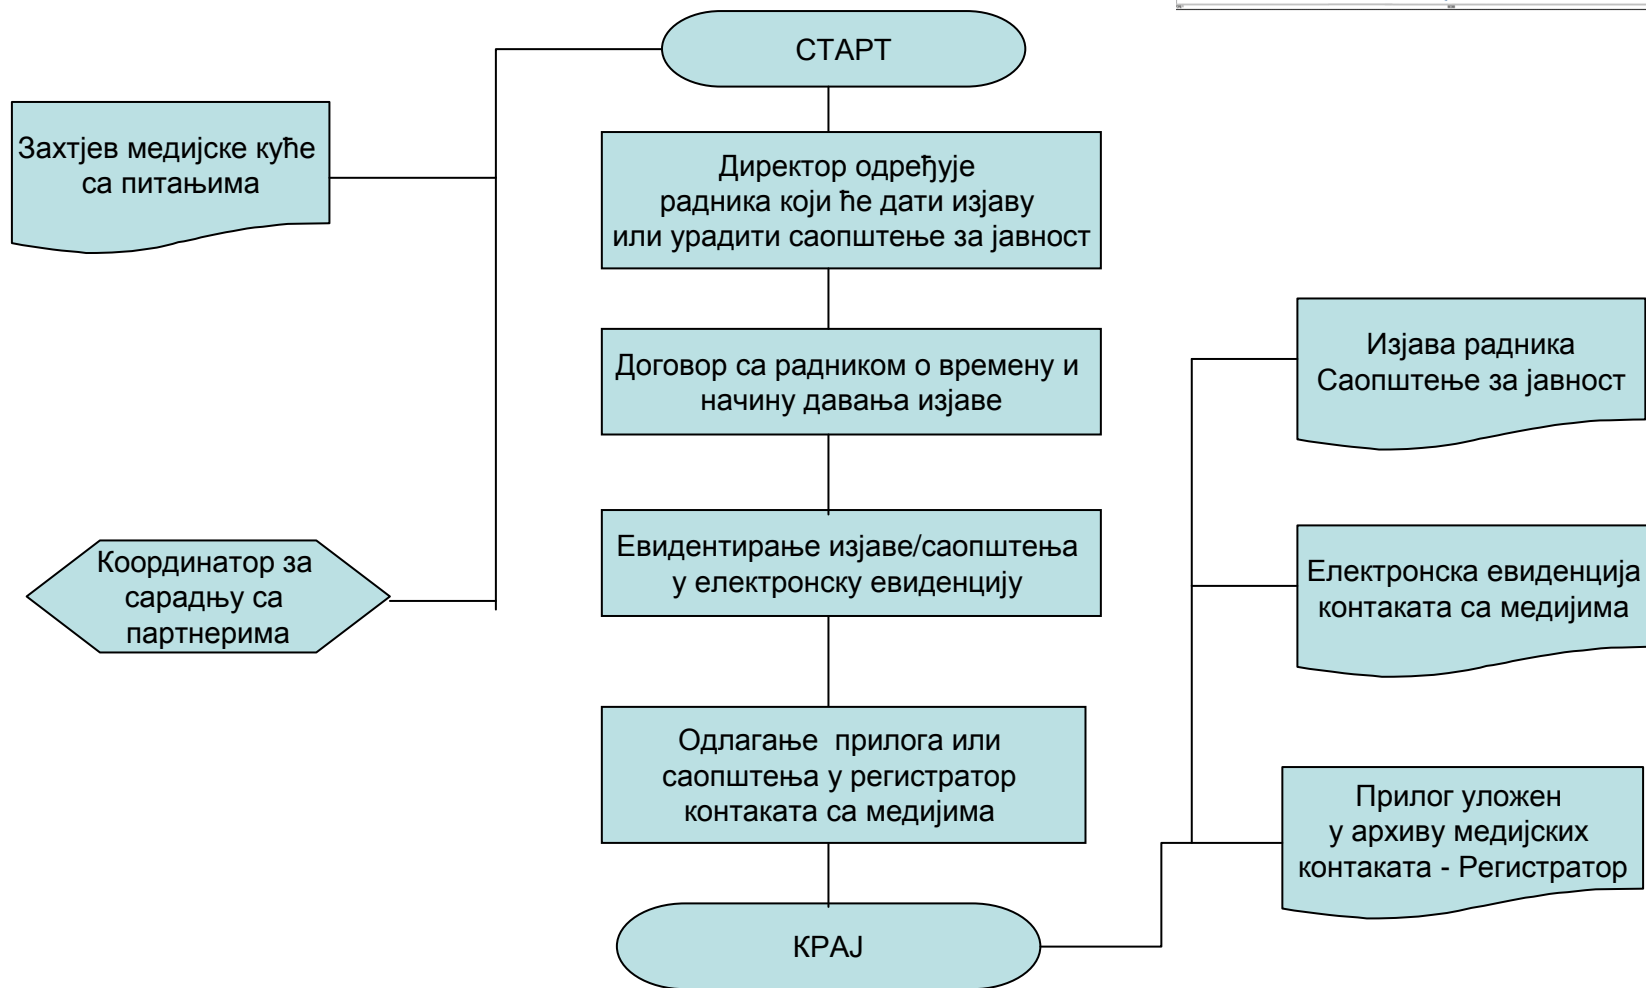 СТАРТ
Захтјев медијске куће
са питањима
Директор одређује
радника који ће дати изјаву
или урадити саопштење за јавност
Договор са радником о времену и
начину давања изјаве
Изјава радника
Саопштење за јавност
Евидентирање изјаве/саопштења
у електронску евиденцију
Координатор за
сарадњу са
партнерима
Електронска евиденција
контаката са медијима
Одлагање  прилога или
саопштења у регистратор
контаката са медијима
Прилог уложен
у архиву медијских
контаката - Регистратор
КРАЈ